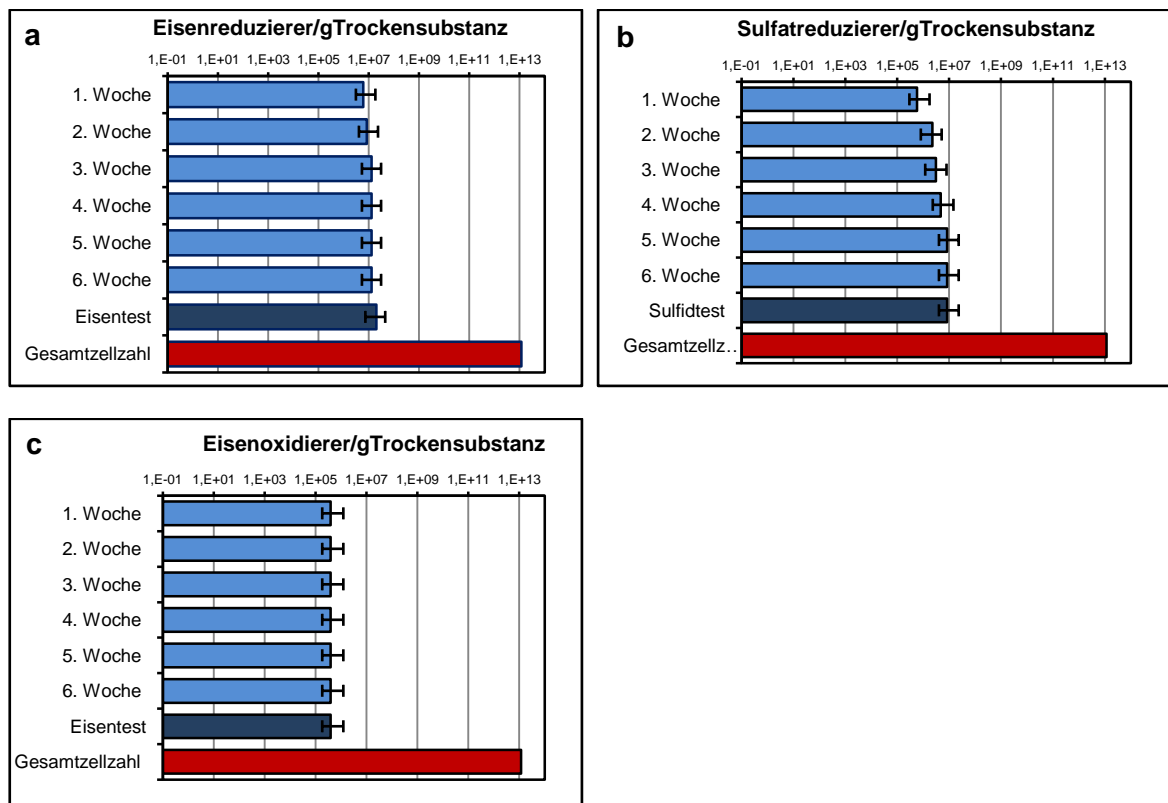 a
Eisenreduzierer/gTrockensubstanz
1,E-01 1,E+01 1,E+03 1,E+05 1,E+07 1,E+09 1,E+11 1,E+13
1. Woche
2. Woche
3. Woche
4. Woche
5. Woche
6. Woche
Eisentest
Gesamtzellzahl
b
Sulfatreduzierer/gTrockensubstanz
1,E-01 1,E+01 1,E+03 1,E+05 1,E+07 1,E+09 1,E+11 1,E+13
1. Woche
2. Woche
3. Woche
4. Woche
5. Woche
6. Woche
Sulfidtest
Gesamtzellz…
c
Eisenoxidierer/gTrockensubstanz
1,E-01 1,E+01 1,E+03 1,E+05 1,E+07 1,E+09 1,E+11 1,E+13
1. Woche
2. Woche
3. Woche
4. Woche
5. Woche
6. Woche
Eisentest
Gesamtzellzahl